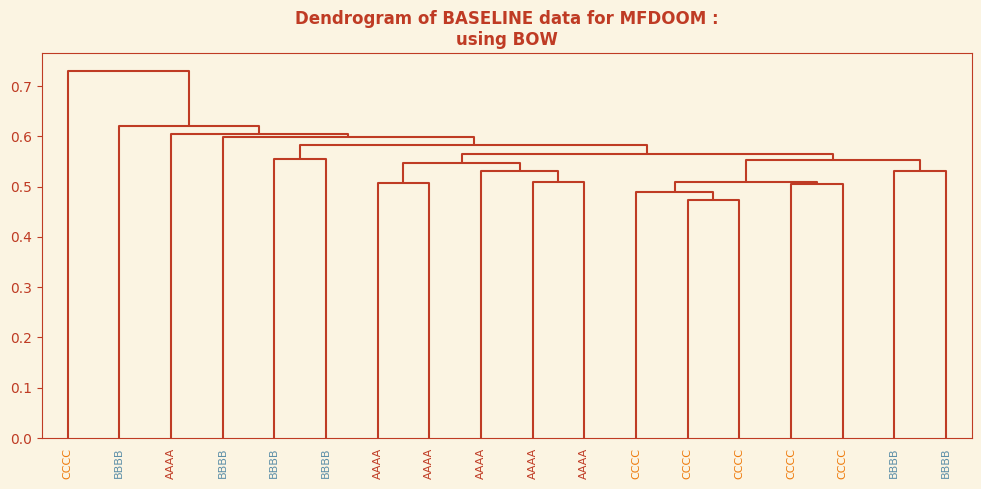 Dendrogram of BASELINE data for MFDOOM :
using BOW
0.7
0.6
0.5
0.4
0.3
0.2
0.1
0.0
CCCC BBBB AAAA BBBB BBBB BBBB AAAA AAAA AAAA AAAA AAAA CCCC CCCC CCCC CCCC CCCC BBBB BBBB